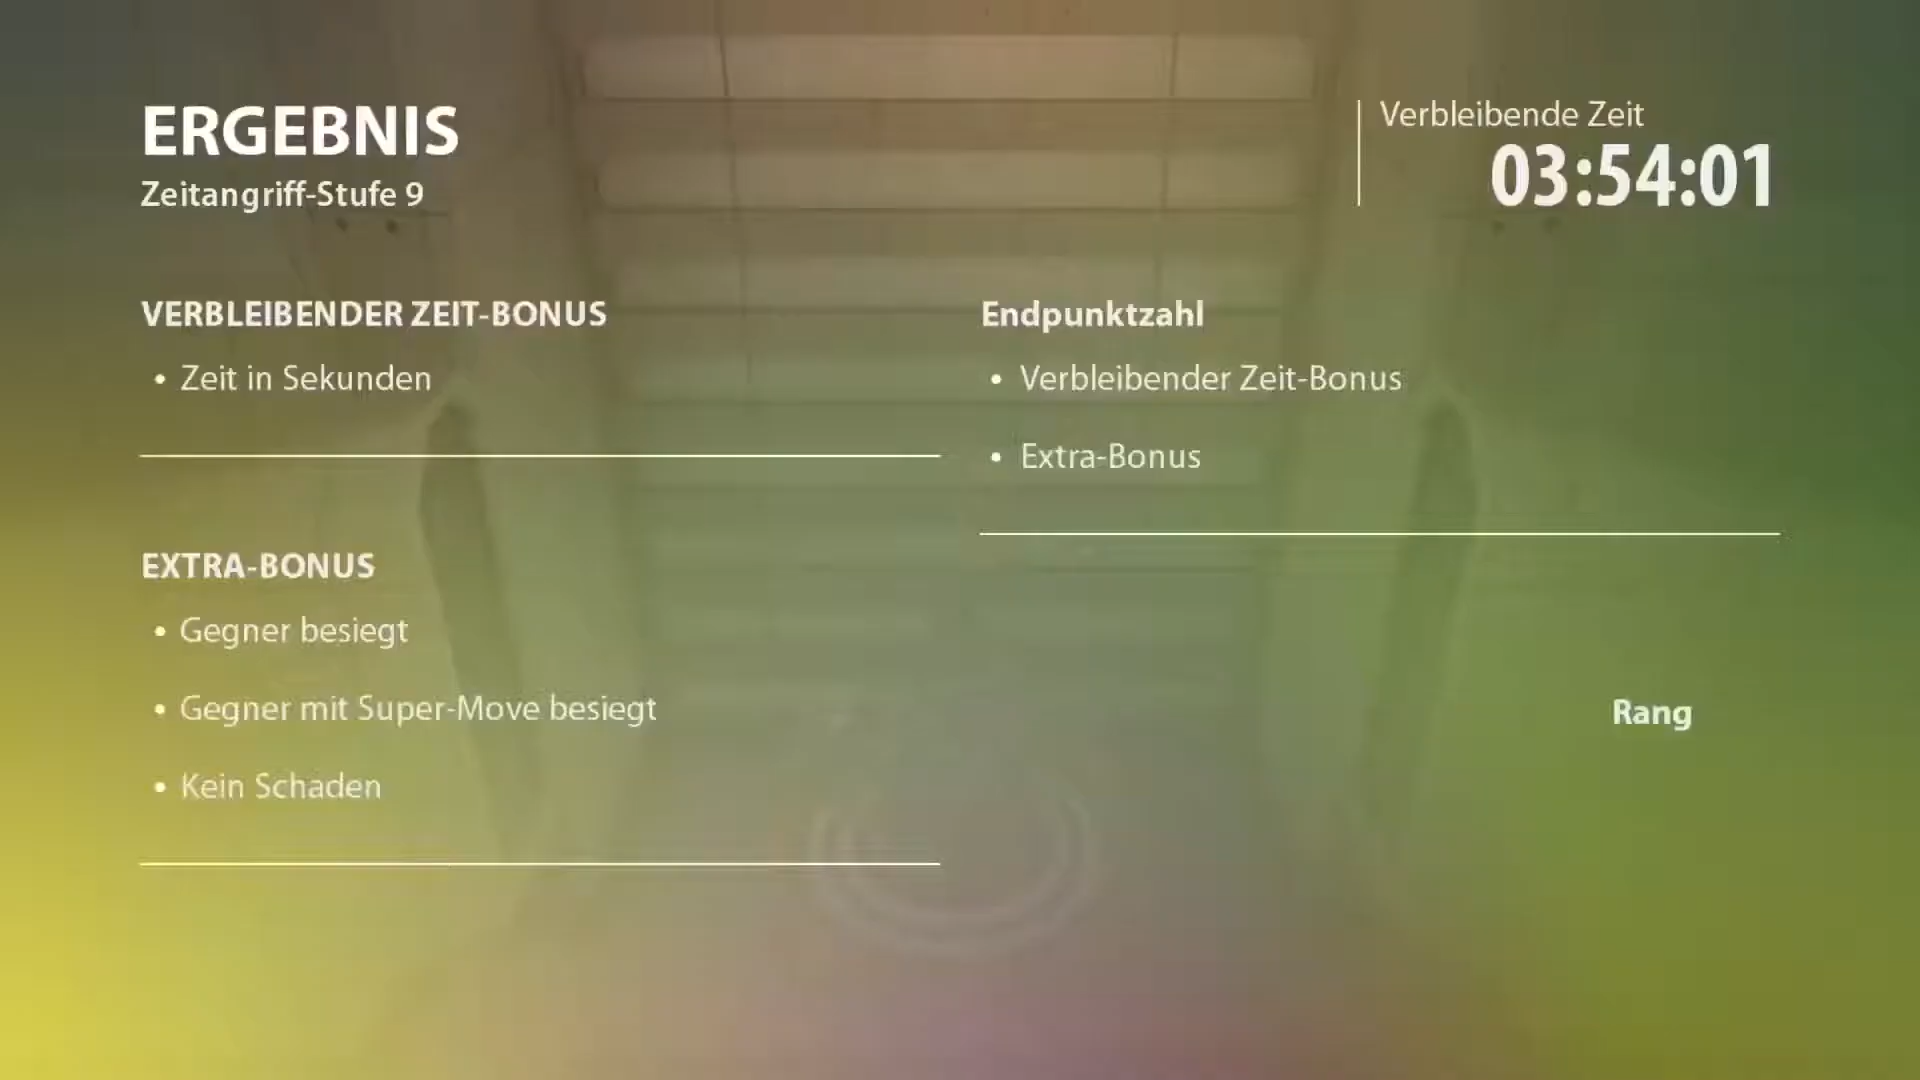 ERGEBNIS
Zeitangriff-Stufe 9
Verbleibende Zeit
03:54:01
VERBLEIBENDER ZEIT-BONUS
• Zeit in Sekunden
EXTRA-BONUS
• Gegner besiegt
• Gegner mit Super-Move besiegt
• Kein Schaden
Endpunktzahl
• Verbleibender Zeit-Bonus
• Extra-Bonus
Rang